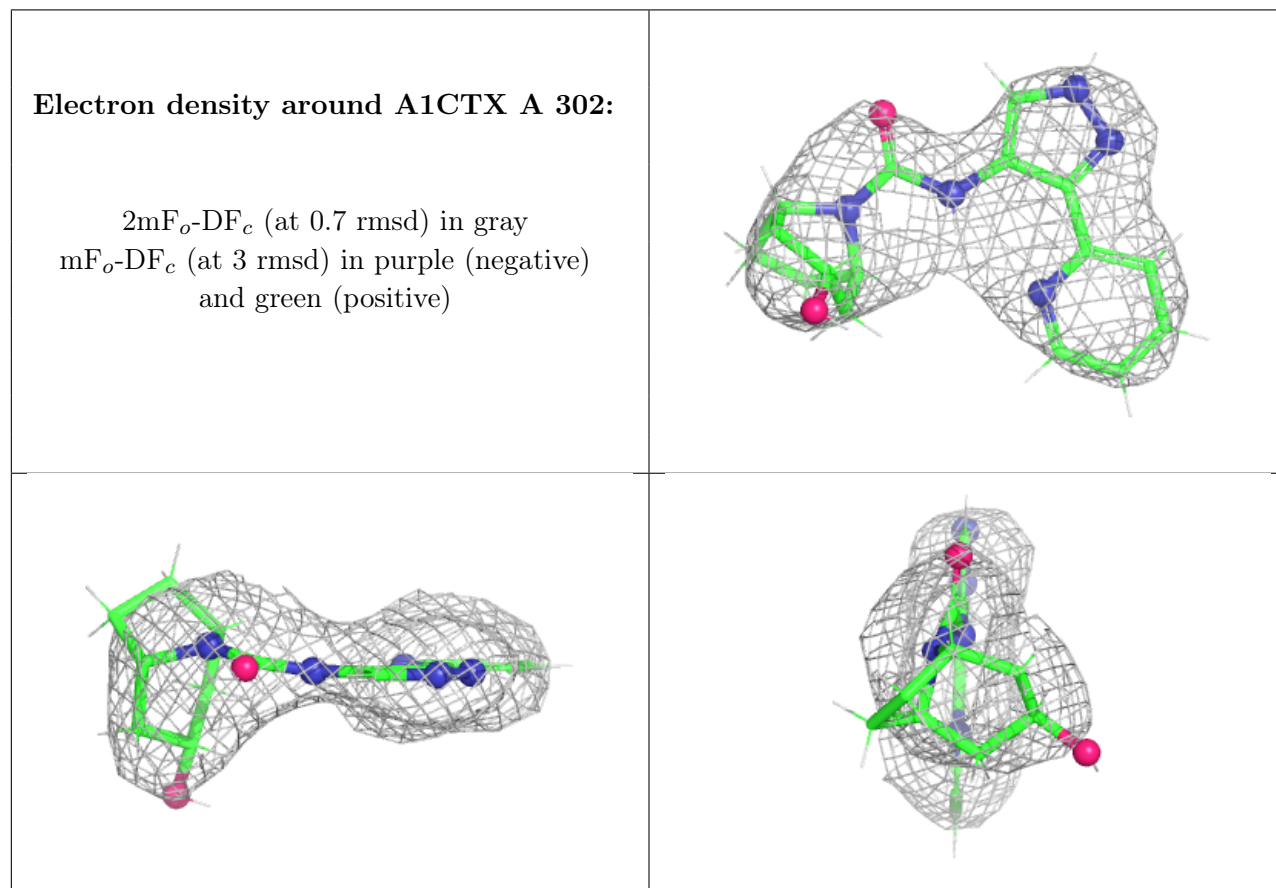 Electron density around A1CTX A 302:
2mFo-DFc (at 0.7 rmsd) in gray
mFo-DFc (at 3 rmsd) in purple (negative)
and green (positive)